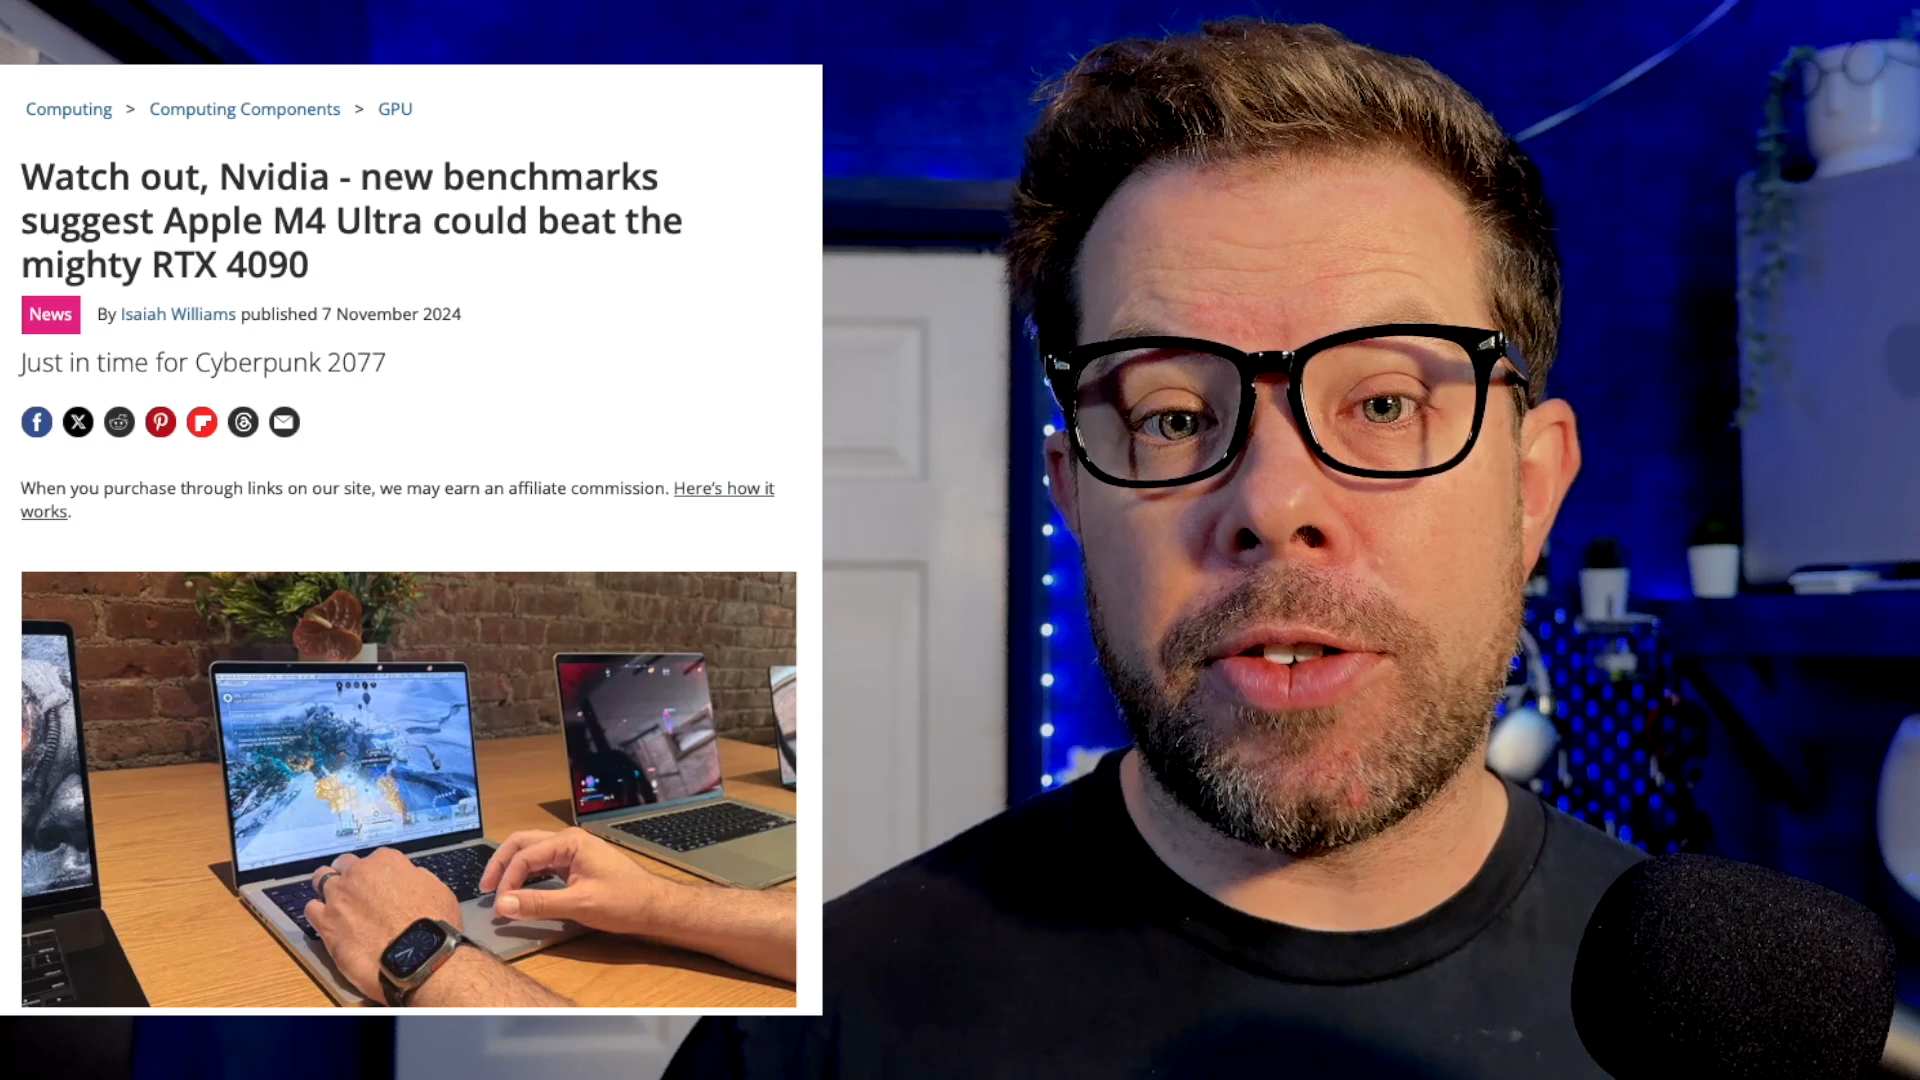 Computing > Computing Components > GPU
Watch out, Nvidia - new benchmarks
suggest Apple M4 Ultra could beat the
mighty RTX 4090
News By Isaiah Williams published 7 November 2024
Just in time for Cyberpunk 2077
When you purchase through links on our site, we may earn an affiliate commission. Here's how it
works.